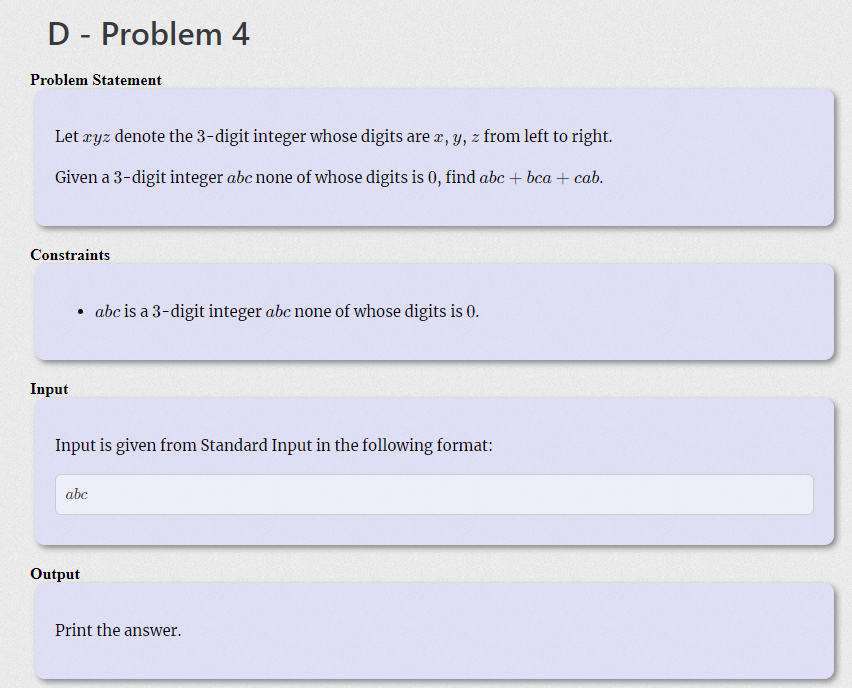 D - Problem 4
Problem Statement
Let xyz denote the 3-digit integer whose digits are x, y, z from left to right.
Given a 3-digit integer abc none of whose digits is 0, find abc + bca + cab.
Constraints
• abc is a 3-digit integer abc none of whose digits is 0.
Input
Input is given from Standard Input in the following format:
abc
Output
Print the answer.